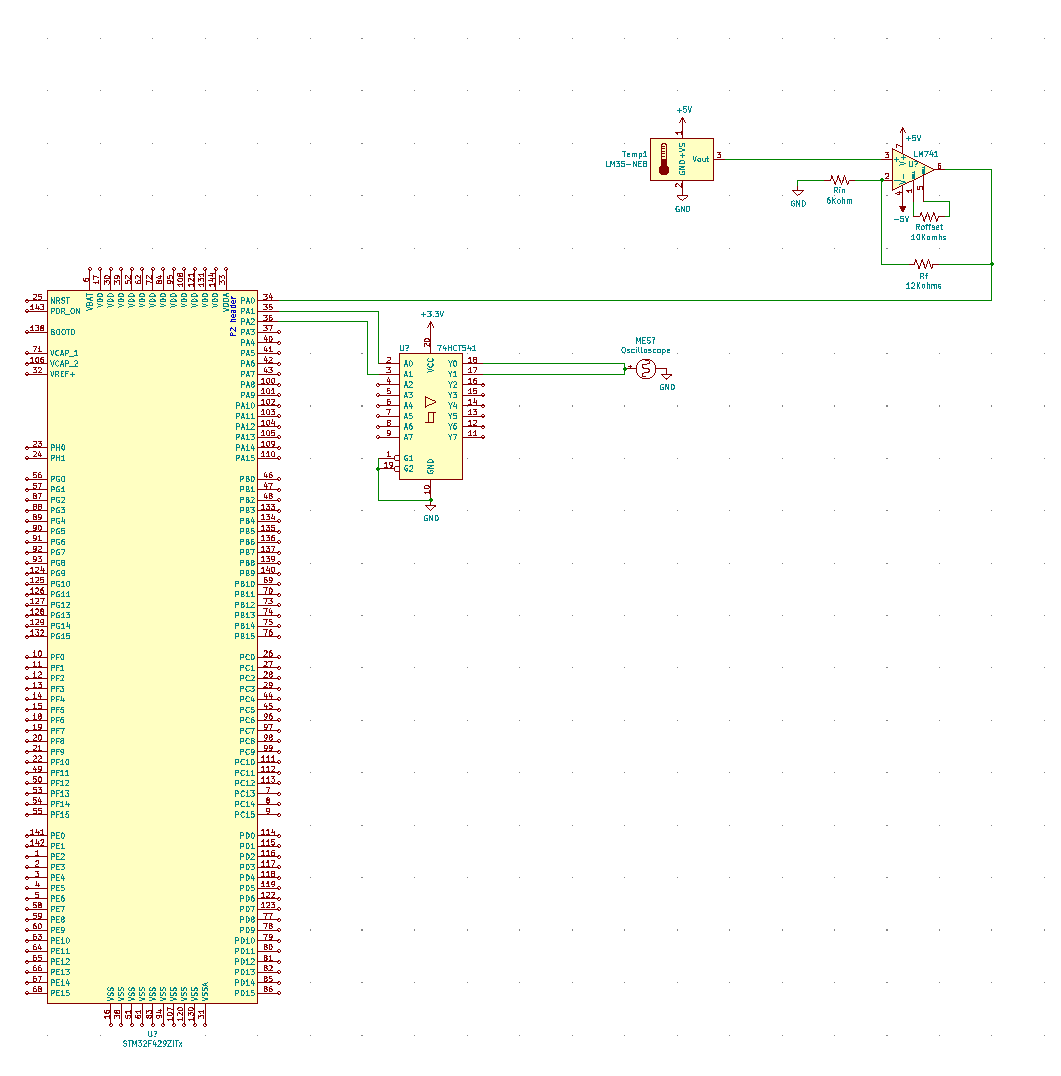 +5V
1
Temp1
LM35-NEB
+VS
GND
Vout
3
2
GND
+5V
7
LM741
U?
3
+
V+
6
2
-
V-
4
1
5
-5V
GND
Rin
6Kohm
Roffset
10Komhs
Rf
12Kohms
6 17 30 39 52 62 72 84 95 108 121 131 144 33
VBAT VDD VDD VDD VDD VDD VDD VDD VDD VDD VDD VDD VDD VDDA
P2 header
25 NRST PA0 34
143 PDR_ON PA1 35
PA2 36
138 BOOT0 PA3 37
PA4 40
71 VCAP_1 PA5 41
106 VCAP_2 PA6 42
32 VREF+ PA7 43
PA8 100
PA9 101
PA10 102
PA11 103
PA12 104
PA13 105
23 PH0 PA14 109
24 PH1 PA15 110
56 PG0 PB0 46
57 PG1 PB1 47
87 PG2 PB2 48
88 PG3 PB3 133
89 PG4 PB4 134
90 PG5 PB5 135
91 PG6 PB6 136
92 PG7 PB7 137
93 PG8 PB8 139
124 PG9 PB9 140
125 PG10 PB10 69
126 PG11 PB11 70
127 PG12 PB12 73
128 PG13 PB13 74
129 PG14 PB14 75
132 PG15 PB15 76
10 PF0 PC0 26
11 PF1 PC1 27
12 PF2 PC2 28
13 PF3 PC3 29
14 PF4 PC4 44
15 PF5 PC5 45
18 PF6 PC6 96
19 PF7 PC7 97
20 PF8 PC8 98
21 PF9 PC9 99
22 PF10 PC10 111
49 PF11 PC11 112
50 PF12 PC12 113
53 PF13 PC13 7
54 PF14 PC14 8
55 PF15 PC15 9
141 PE0 PD0 114
142 PE1 PD1 115
1 PE2 PD2 116
2 PE3 PD3 117
3 PE4 PD4 118
4 PE5 PD5 119
5 PE6 PD6 122
58 PE7 PD7 123
59 PE8 PD8 77
60 PE9 PD9 78
63 PE10 PD10 79
64 PE11 PD11 80
65 PE12 PD12 81
66 PE13 PD13 82
67 PE14 PD14 85
68 PE15 PD15 86
VSS VSS VSS VSS VSS VSS VSS VSS VSS VSSA
16 38 51 61 83 94 107 120 130 31
U?
STM32F429ZITx
+3.3V
20
U? 74HCT541
VCC
2 A0 Y0 18
3 A1 Y1 17
4 A2 Y2 16
5 A3 Y3 15
6 A4 Y4 14
7 A5 Y5 13
8 A6 Y6 12
9 A7 Y7 11
1 G1
19 G2
GND
10
GND
MES?
Oscilloscope
GND